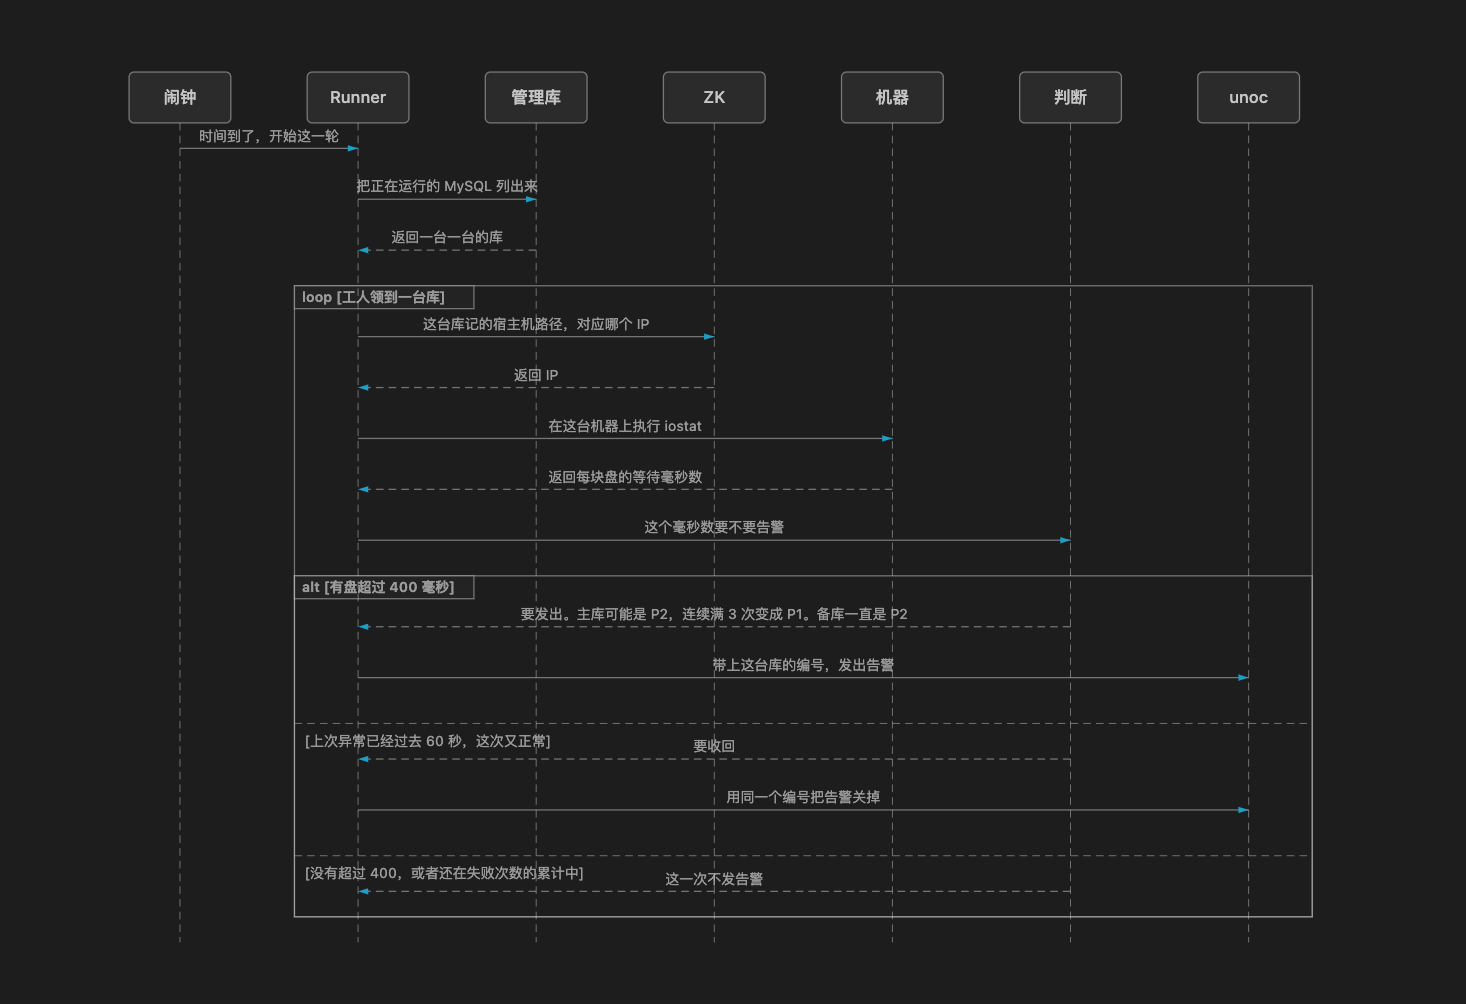 闹钟
Runner
管理库
ZK
机器
判断
unoc
时间到了，开始这一轮
把正在运行的 MySQL 列出来
返回一台一台的库
loop [工人领到一台库]
这台库记的宿主机路径，对应哪个 IP
返回 IP
在这台机器上执行 iostat
返回每块盘的等待毫秒数
这个毫秒数要不要告警
alt [有盘超过 400 毫秒]
要发出。主库可能是 P2，连续满 3 次变成 P1。备库一直是 P2
带上这台库的编号，发出告警
[上次异常已经过去 60 秒，这次又正常]
要收回
用同一个编号把告警关掉
[没有超过 400，或者还在失败次数的累计中]
这一次不发告警